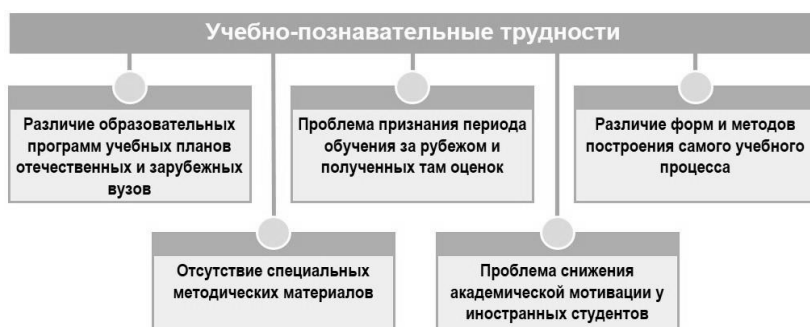 Учебно-познавательные трудности
Различие образовательных
программ учебных планов
отечественных и зарубежных
вузов
Проблема признания периода
обучения за рубежом и
полученных там оценок
Различие форм и методов
построения самого учебного
процесса
Отсутствие специальных
методических материалов
Проблема снижения
академической мотивации у
иностранных студентов